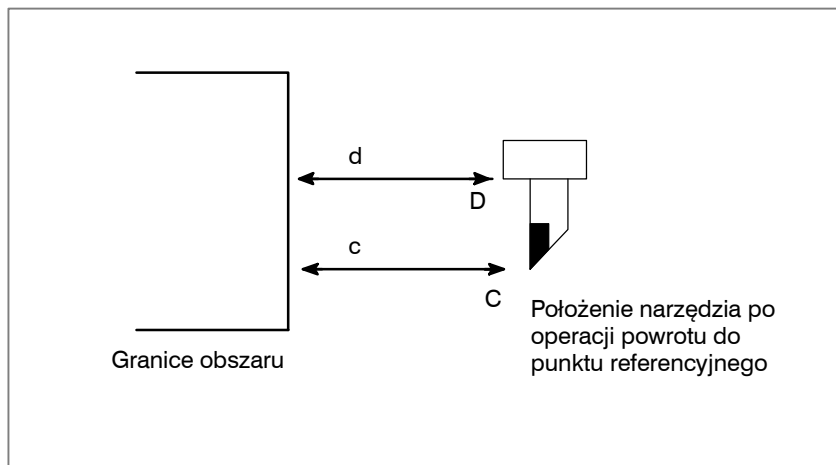 d
D
c
C
Położenie narzędzia po
operacji powrotu do
punktu referencyjnego
Granice obszaru